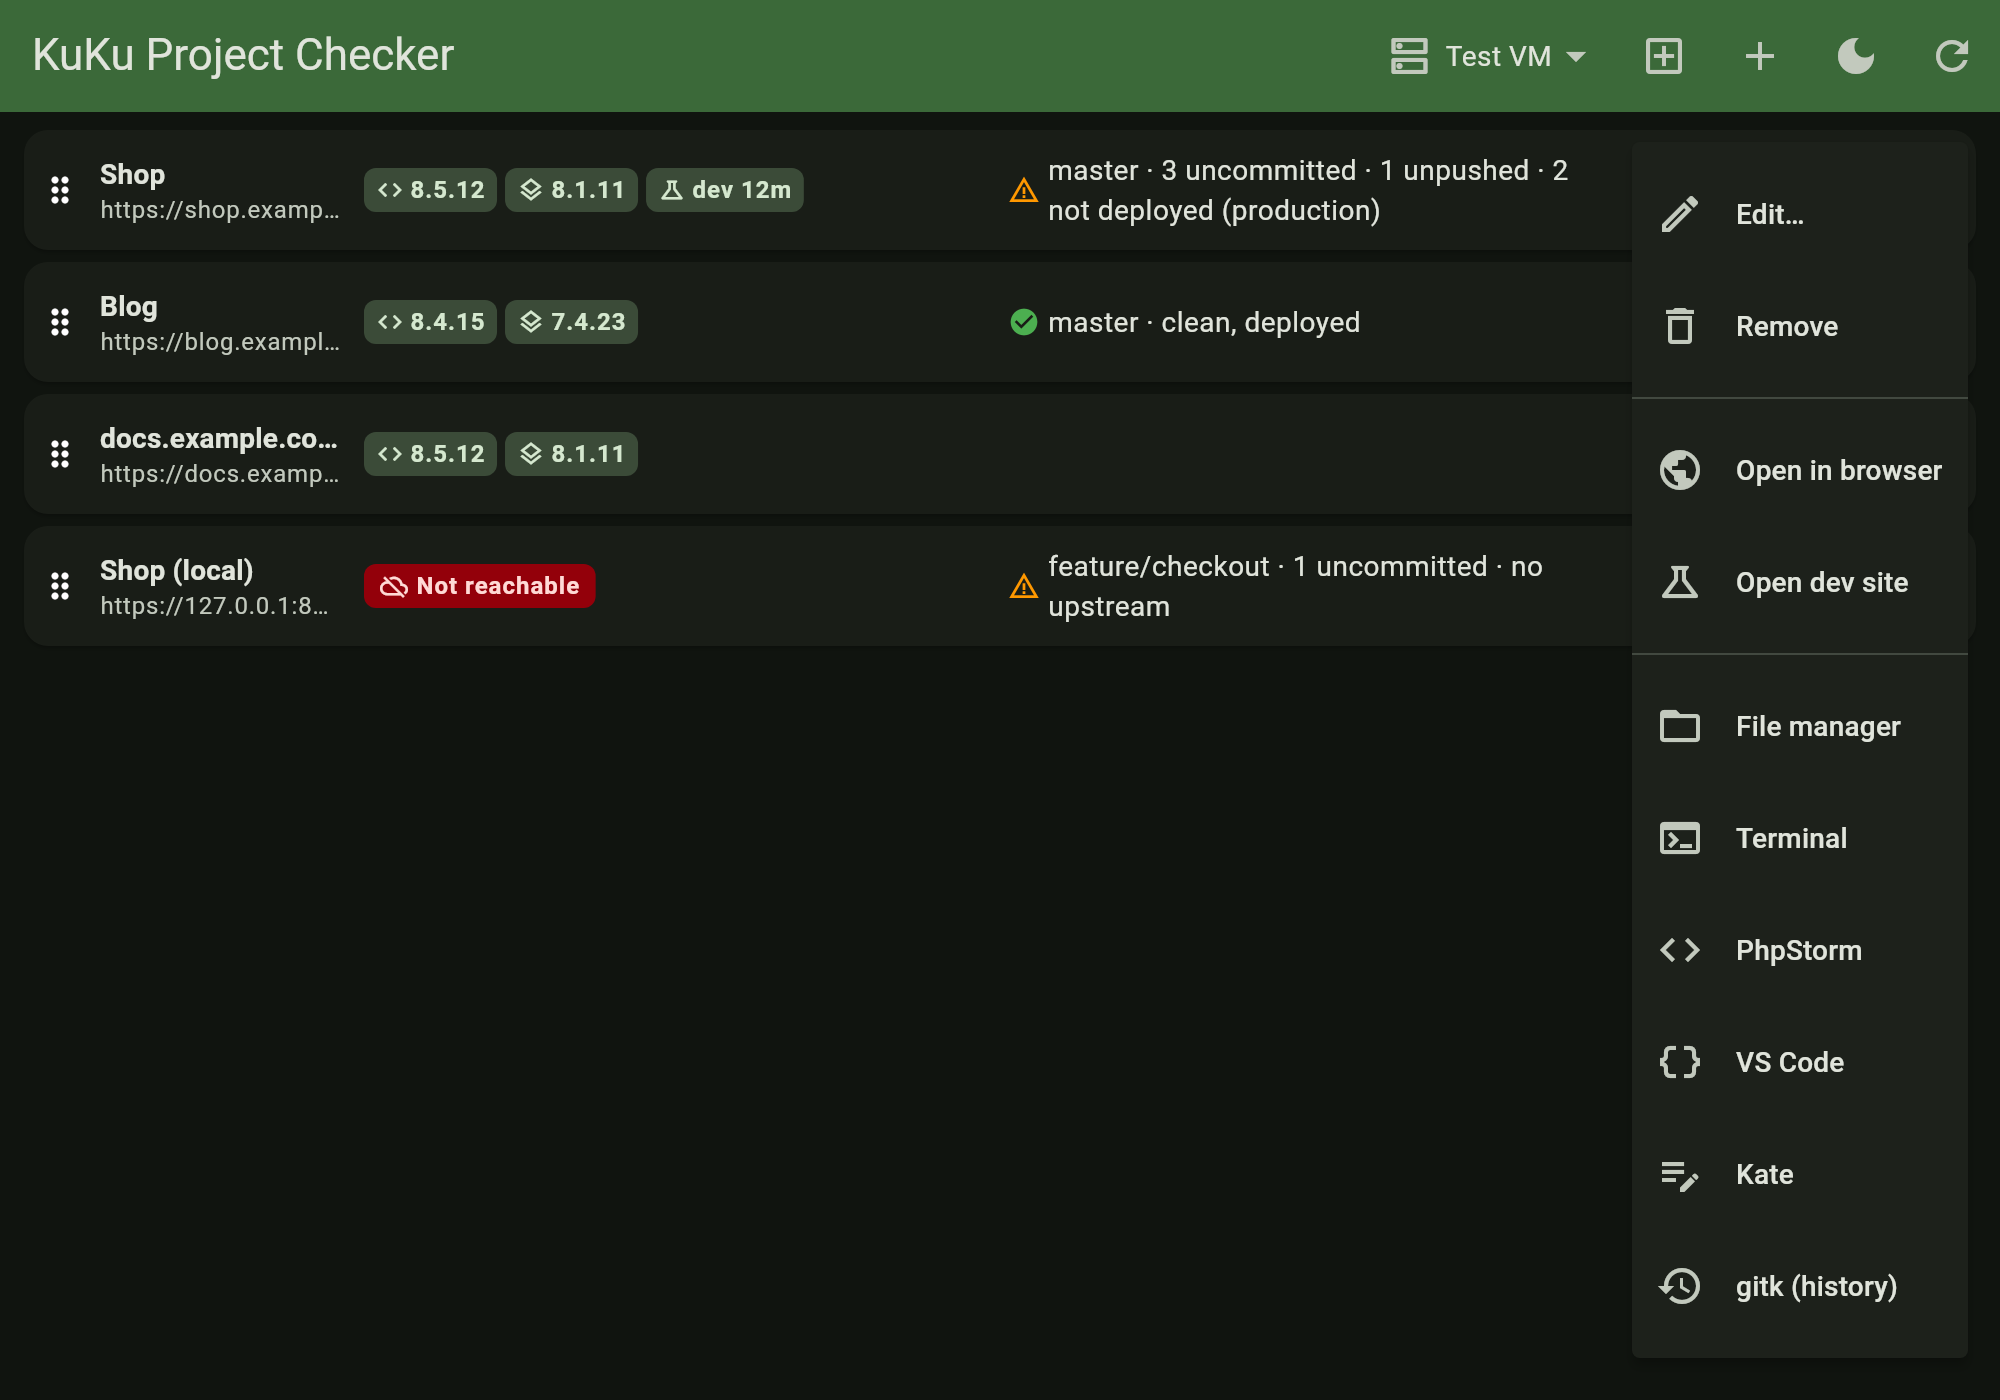 KuKu Project Checker
Test VM
Shop
https://shop.examp…
8.5.12
8.1.11
dev 12m
master · 3 uncommitted · 1 unpushed · 2
not deployed (production)
Blog
https://blog.exampl…
8.4.15
7.4.23
master · clean, deployed
docs.example.co…
https://docs.examp…
8.5.12
8.1.11
Shop (local)
https://127.0.0.1:8…
Not reachable
feature/checkout · 1 uncommitted · no
upstream
Edit…
Remove
Open in browser
Open dev site
File manager
Terminal
PhpStorm
VS Code
Kate
gitk (history)